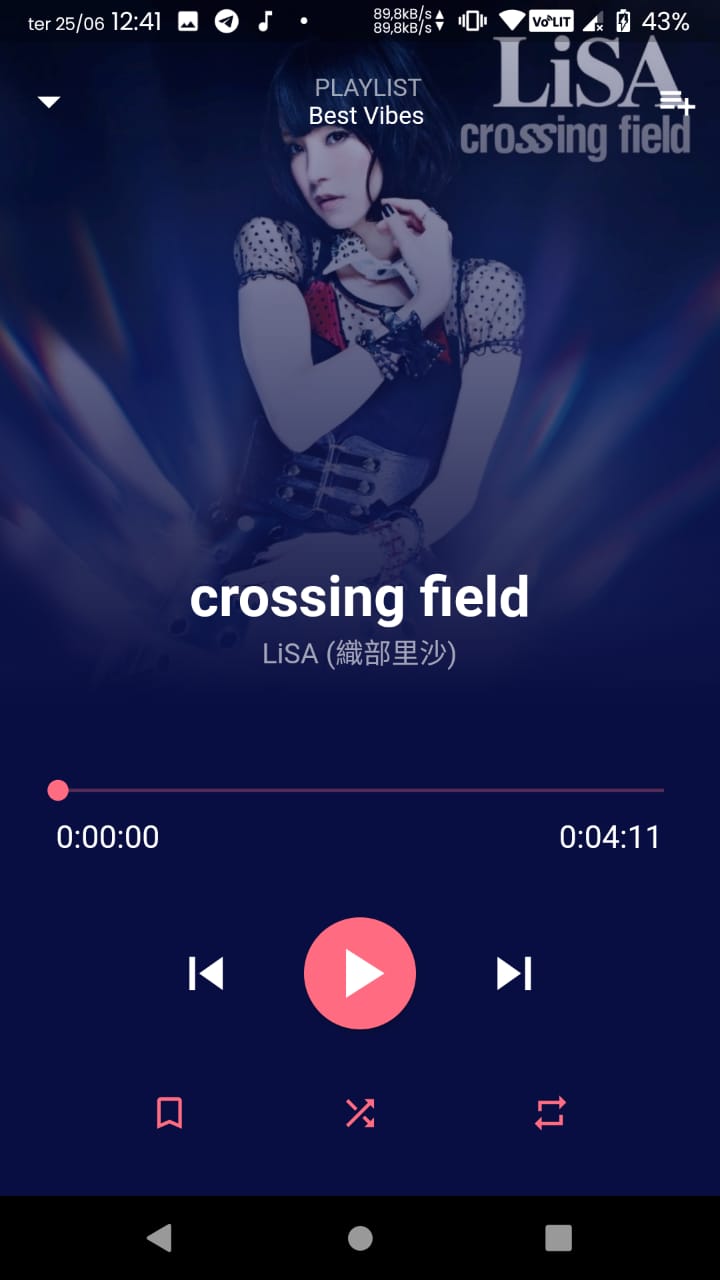 ter 25/06 12:41
89,8kB/s
89,8kB/s
VoLIT
43%
LiSA
crossing field
PLAYLIST
Best Vibes
crossing field
LiSA (織部里沙)
0:00:00
0:04:11